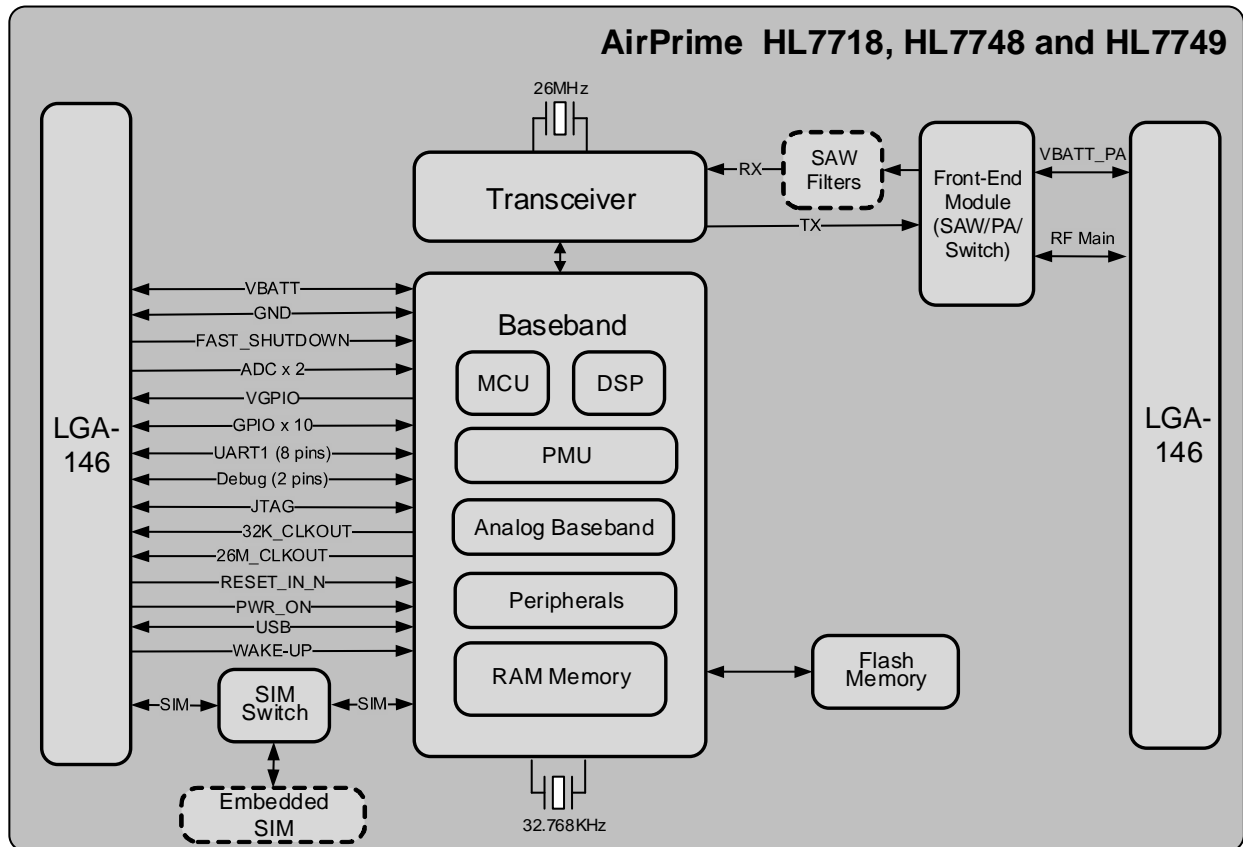 AirPrime HL7718, HL7748 and HL7749
26MHz
Transceiver
RX
SAW
Filters
TX
Front-End
Module
(SAW/PA/
Switch)
VBATT_PA
RF Main
LGA-
146
LGA-
146
VBATT
GND
FAST_SHUTDOWN
ADC x 2
VGPIO
GPIO x 10
UART1 (8 pins)
Debug (2 pins)
JTAG
32K_CLKOUT
26M_CLKOUT
RESET_IN_N
PWR_ON
USB
WAKE-UP
SIM
SIM
Switch
SIM
Embedded
SIM
Baseband
MCU
DSP
PMU
Analog Baseband
Peripherals
RAM Memory
Flash
Memory
32.768KHz